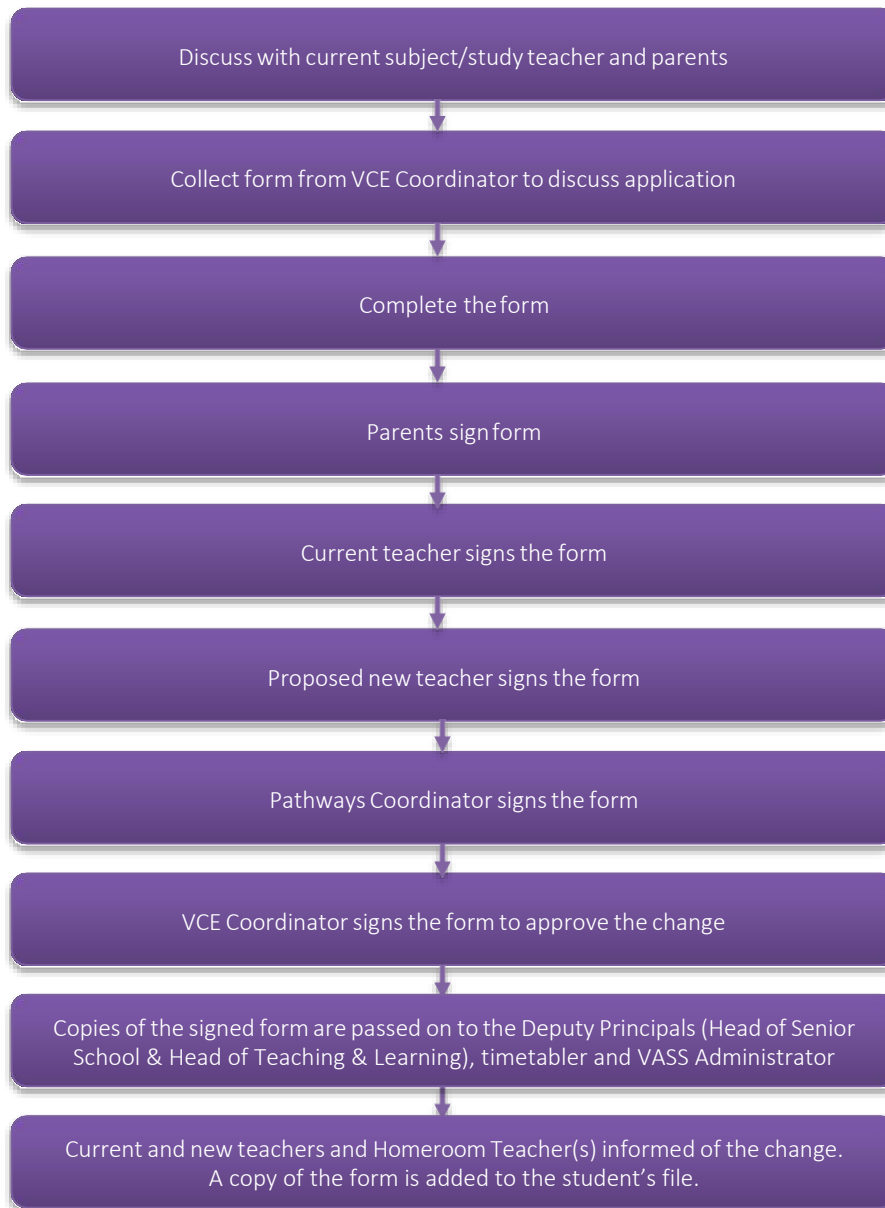 Discuss with current subject/study teacher and parents
Collect form from VCE Coordinator to discuss application
Complete the form
Parents sign form
Current teacher signs the form
Proposed new teacher signs the form
Pathways Coordinator signs the form
VCE Coordinator signs the form to approve the change
Copies of the signed form are passed on to the Deputy Principals (Head of Senior
School & Head of Teaching & Learning), timetabler and VASS Administrator
Current and new teachers and Homeroom Teacher(s) informed of the change.
A copy of the form is added to the student’s file.